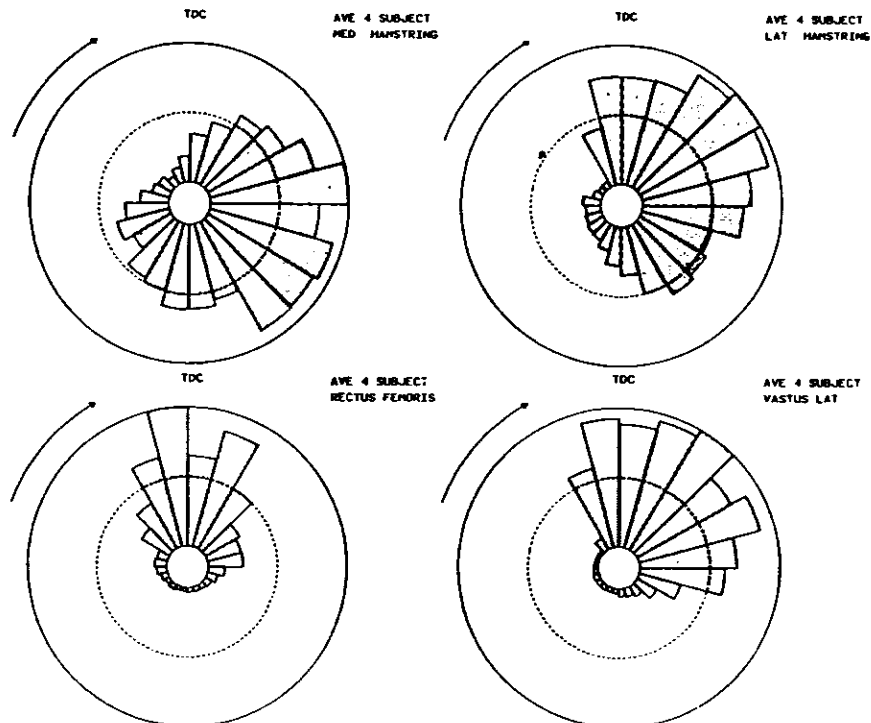 TDC
AVE 4 SUBJECT
MED HAMSTRING
TDC
AVE 4 SUBJECT
LAT HAMSTRING
TDC
AVE 4 SUBJECT
RECTUS FEMORIS
TDC
AVE 4 SUBJECT
VASTUS LAT